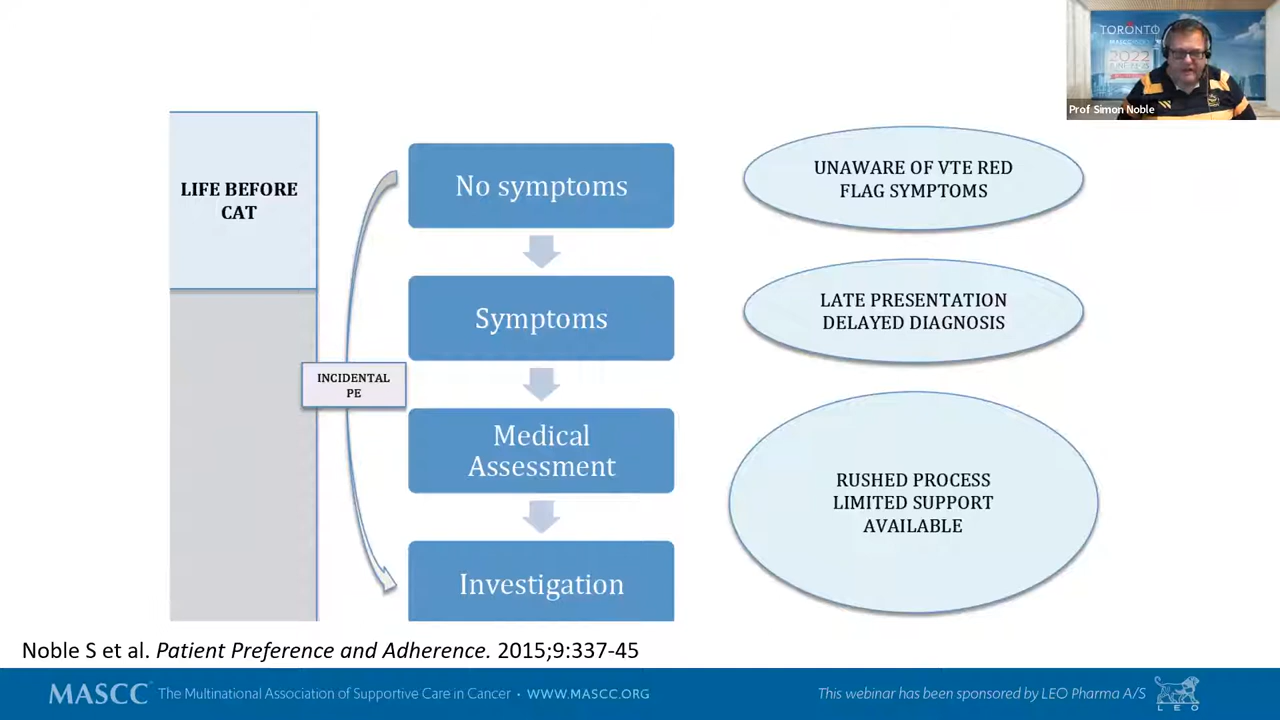 TORONTO
2022
Prof Simon Noble
LIFE BEFORE
CAT
No symptoms
UNAWARE OF VTE RED
FLAG SYMPTOMS
Symptoms
LATE PRESENTATION
DELAYED DIAGNOSIS
INCIDENTAL
PE
Medical
Assessment
RUSHED PROCESS
LIMITED SUPPORT
AVAILABLE
Investigation
Noble S et al. Patient Preference and Adherence. 2015;9:337-45
MASCC The Multinational Association of Supportive Care in Cancer • WWW.MASCC.ORG
This webinar has been sponsored by LEO Pharma A/S
LEO